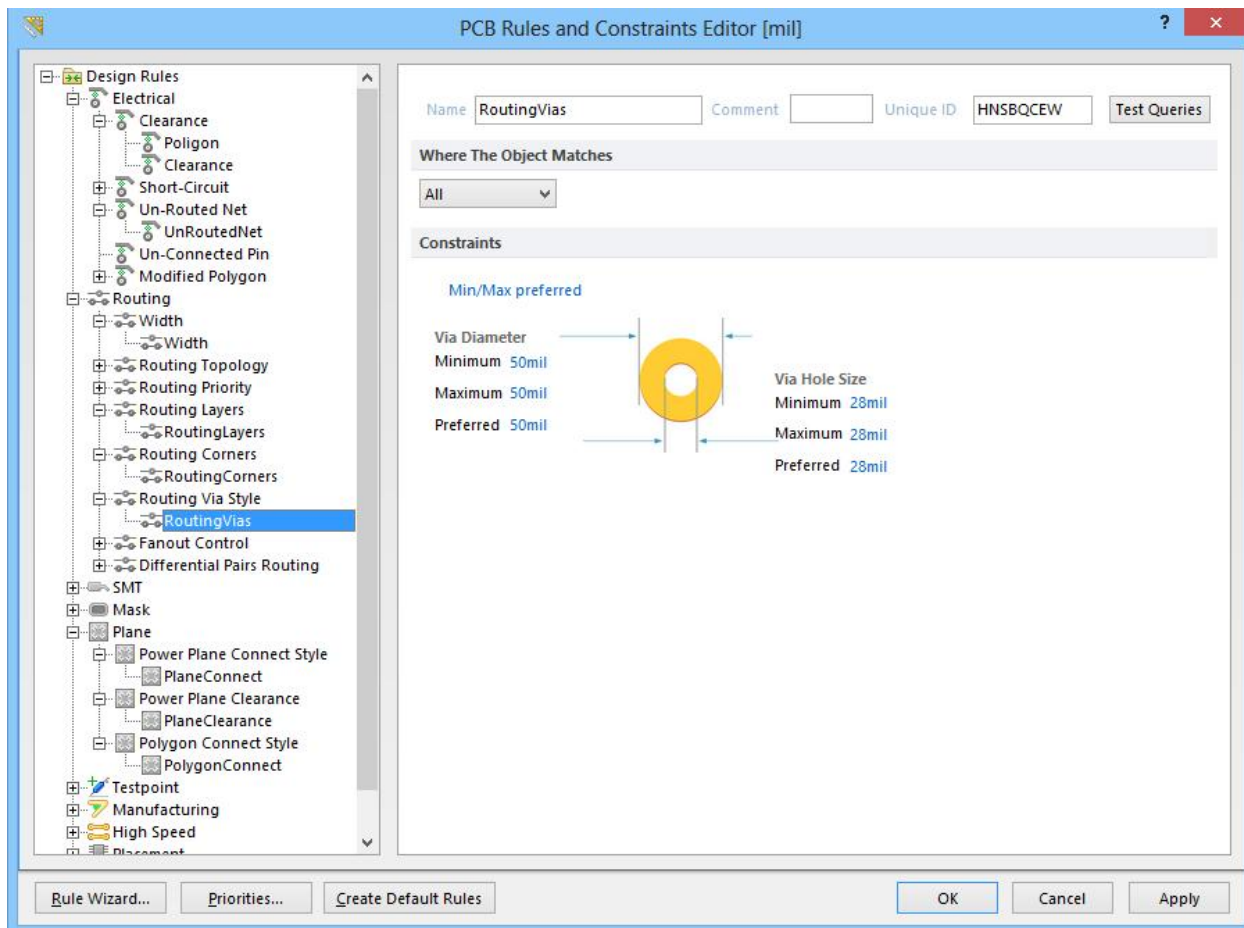 PCB Rules and Constraints Editor [mil]
?
Design Rules
Electrical
Clearance
Poligon
Clearance
Short-Circuit
Un-Routed Net
UnRoutedNet
Un-Connected Pin
Modified Polygon
Routing
Width
Width
Routing Topology
Routing Priority
Routing Layers
RoutingLayers
Routing Corners
RoutingCorners
Routing Via Style
RoutingVias
Fanout Control
Differential Pairs Routing
SMT
Mask
Plane
Power Plane Connect Style
PlaneConnect
Power Plane Clearance
PlaneClearance
Polygon Connect Style
PolygonConnect
Testpoint
Manufacturing
High Speed
Placement
Name RoutingVias Comment Unique ID HNSBQCEW Test Queries
Where The Object Matches
All
Constraints
Min/Max preferred
Via Diameter
Minimum 50mil
Maximum 50mil
Preferred 50mil
Via Hole Size
Minimum 28mil
Maximum 28mil
Preferred 28mil
Rule Wizard... Priorities... Create Default Rules OK Cancel Apply